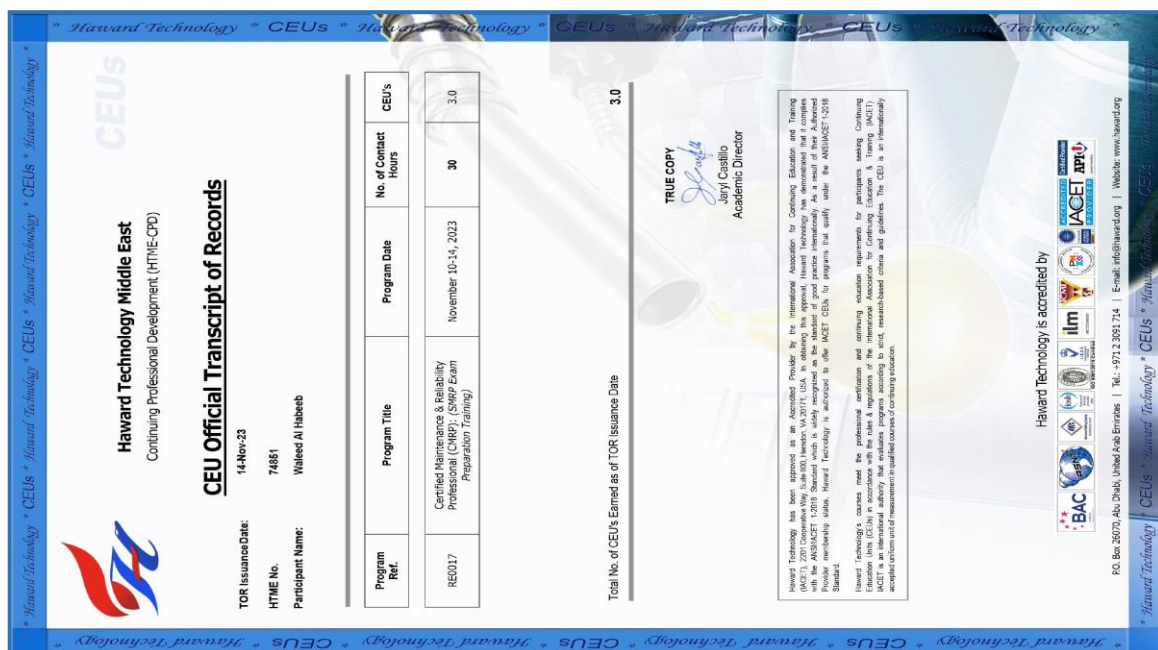 * Haward Technology * CEUs * Haward Technology * CEUs * Haward Technology * CEUs * Haward Technology *
CEUs
Haward Technology Middle East
Continuing Professional Development (HTME-CPD)
CEU Official Transcript of Records
TOR Issuance Date: 14-Nov-23
HTME No. 74851
Participant Name: Waleed Al Habeeb
Program Ref. Program Title Program Date No. of Contact Hours CEU's
RE0017 Certified Maintenance & Reliability Professional (CMRP): (SMRP Exam Preparation Training) November 10-14, 2023 30 3.0
Total No. of CEU's Earned as of TOR Issuance Date 3.0
TRUE COPY
Jaryl Castillo
Academic Director
Haward Technology has been approved as an Accredited Provider by the International Association for Continuing Education and Training
(IACET), 2201 Cooperative Way, Suite 600, Herndon, VA 20171, USA. In obtaining this approval, Haward Technology has demonstrated that it complies
with the ANSI/IACET 1-2018 Standard which is widely recognized as the standard of good practice internationally. As a result of their Authorized
Provider membership status, Haward Technology is authorized to offer IACET CEUs for programs that qualify under the ANSI/IACET 1-2018
Standard.
Haward Technology's courses meet the professional certification and continuing education requirements for participants seeking Continuing
Education Units (CEUs) in accordance with the rules & regulations of the International Association for Continuing Education & Training (IACET).
IACET is an international authority that evaluates programs according to strict, research-based criteria and guidelines. The CEU is an internationally
accepted uniform unit of measurement in qualified courses of continuing education.
Haward Technology is accredited by
BAC
ASNT
ilm
ACCREDITED
IACET
PROVIDER
API
P.O. Box 26070, Abu Dhabi, United Arab Emirates | Tel.: +971 2 3091 714 | E-mail: info@haward.org | Website: www.haward.org